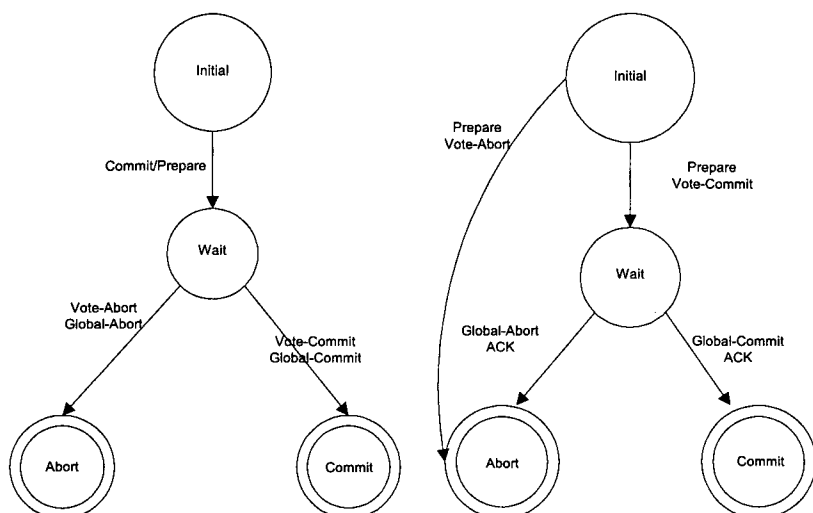 Initial
Commit/Prepare
Wait
Vote-Abort
Global-Abort
Vote-Commit
Global-Commit
Abort
Commit
Initial
Prepare
Vote-Abort
Prepare
Vote-Commit
Wait
Global-Abort
ACK
Global-Commit
ACK
Abort
Commit